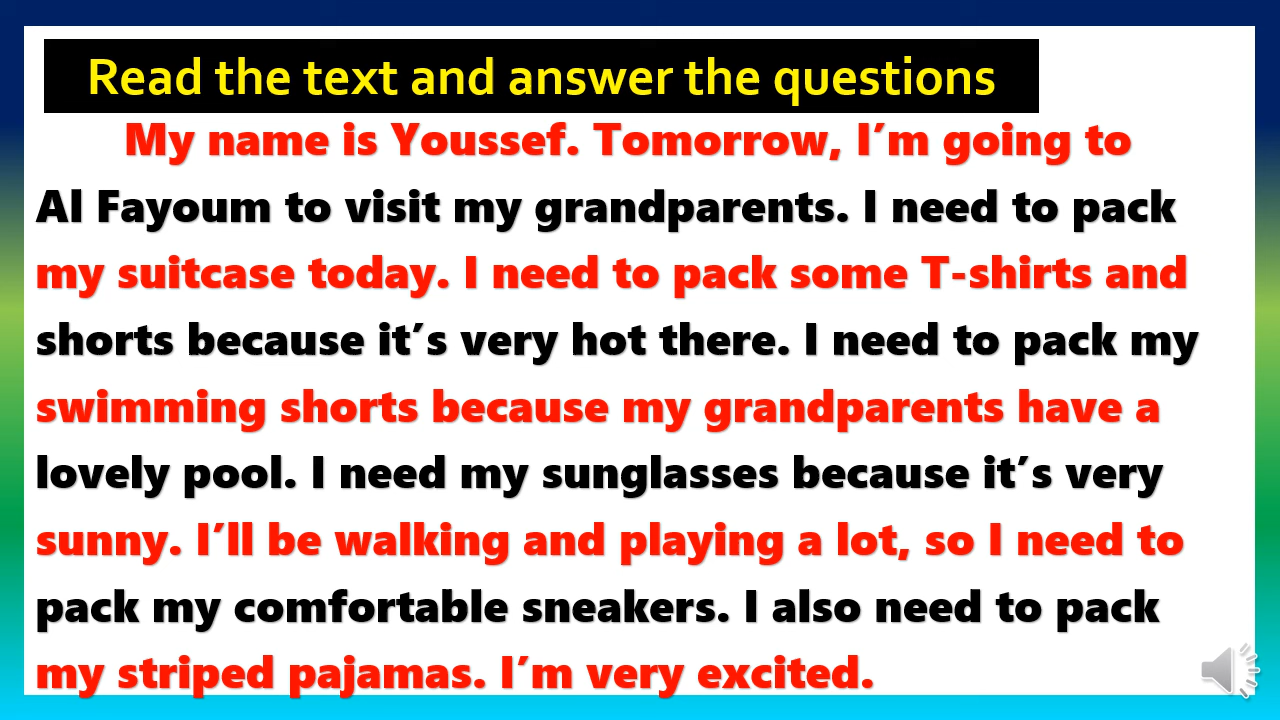 Read the text and answer the questions
My name is Youssef. Tomorrow, I’m going to
Al Fayoum to visit my grandparents. I need to pack
my suitcase today. I need to pack some T-shirts and
shorts because it’s very hot there. I need to pack my
swimming shorts because my grandparents have a
lovely pool. I need my sunglasses because it’s very
sunny. I’ll be walking and playing a lot, so I need to
pack my comfortable sneakers. I also need to pack
my striped pajamas. I’m very excited.